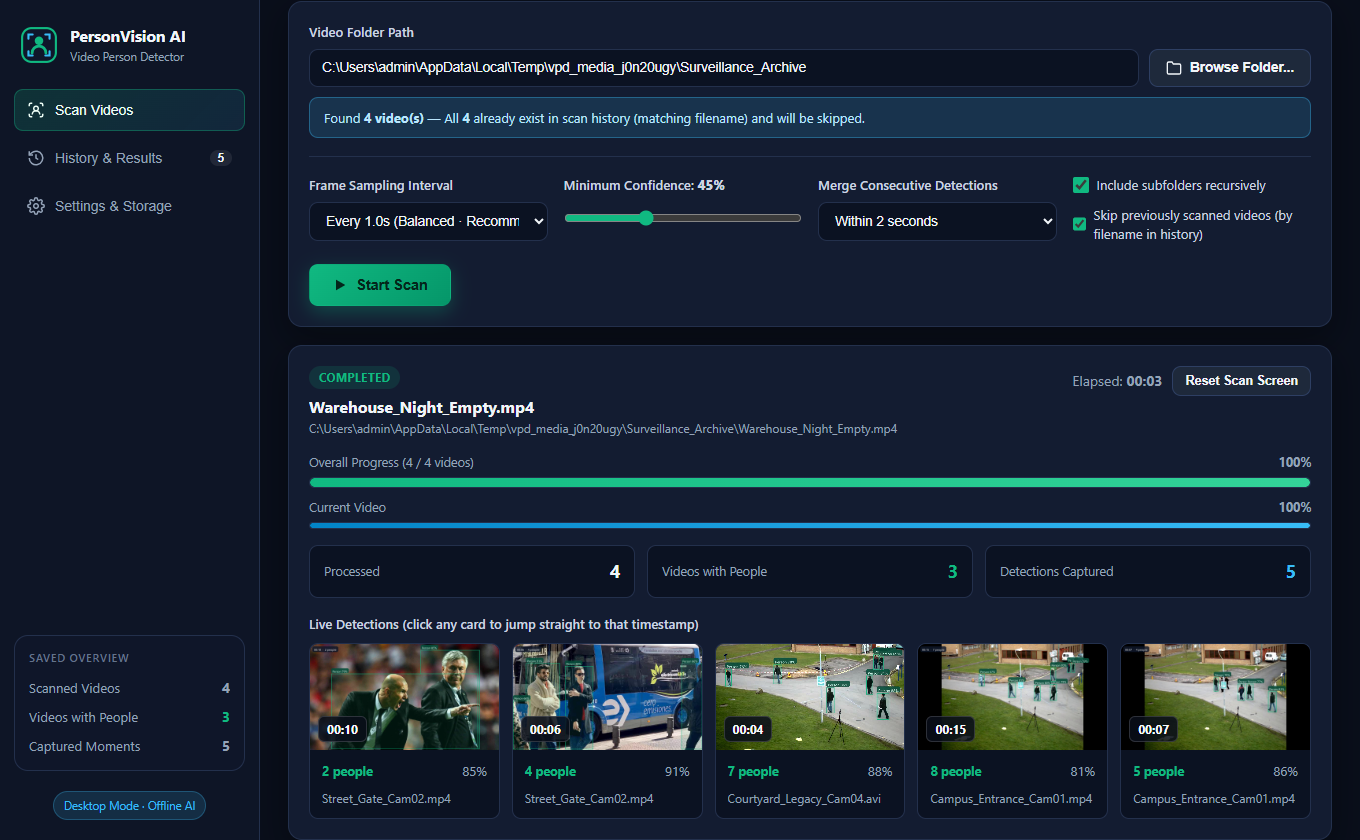 PersonVision AI
Video Person Detector
Scan Videos
History & Results 5
Settings & Storage
SAVED OVERVIEW
Scanned Videos 4
Videos with People 3
Captured Moments 5
Desktop Mode · Offline AI
Video Folder Path
C:\Users\admin\AppData\Local\Temp\vpd_media_j0n20ugy\Surveillance_Archive
Browse Folder...
Found 4 video(s) — All 4 already exist in scan history (matching filename) and will be skipped.
Frame Sampling Interval
Every 1.0s (Balanced · Recomm
Minimum Confidence: 45%
Merge Consecutive Detections
Within 2 seconds
Include subfolders recursively
Skip previously scanned videos (by
filename in history)
Start Scan
COMPLETED
Elapsed: 00:03
Reset Scan Screen
Warehouse_Night_Empty.mp4
C:\Users\admin\AppData\Local\Temp\vpd_media_j0n20ugy\Surveillance_Archive\Warehouse_Night_Empty.mp4
Overall Progress (4 / 4 videos) 100%
Current Video 100%
Processed 4
Videos with People 3
Detections Captured 5
Live Detections (click any card to jump straight to that timestamp)
00:10
2 people 85%
Street_Gate_Cam02.mp4
00:06
4 people 91%
Street_Gate_Cam02.mp4
00:04
7 people 88%
Courtyard_Legacy_Cam04.avi
00:15
8 people 81%
Campus_Entrance_Cam01.mp4
00:07
5 people 86%
Campus_Entrance_Cam01.mp4